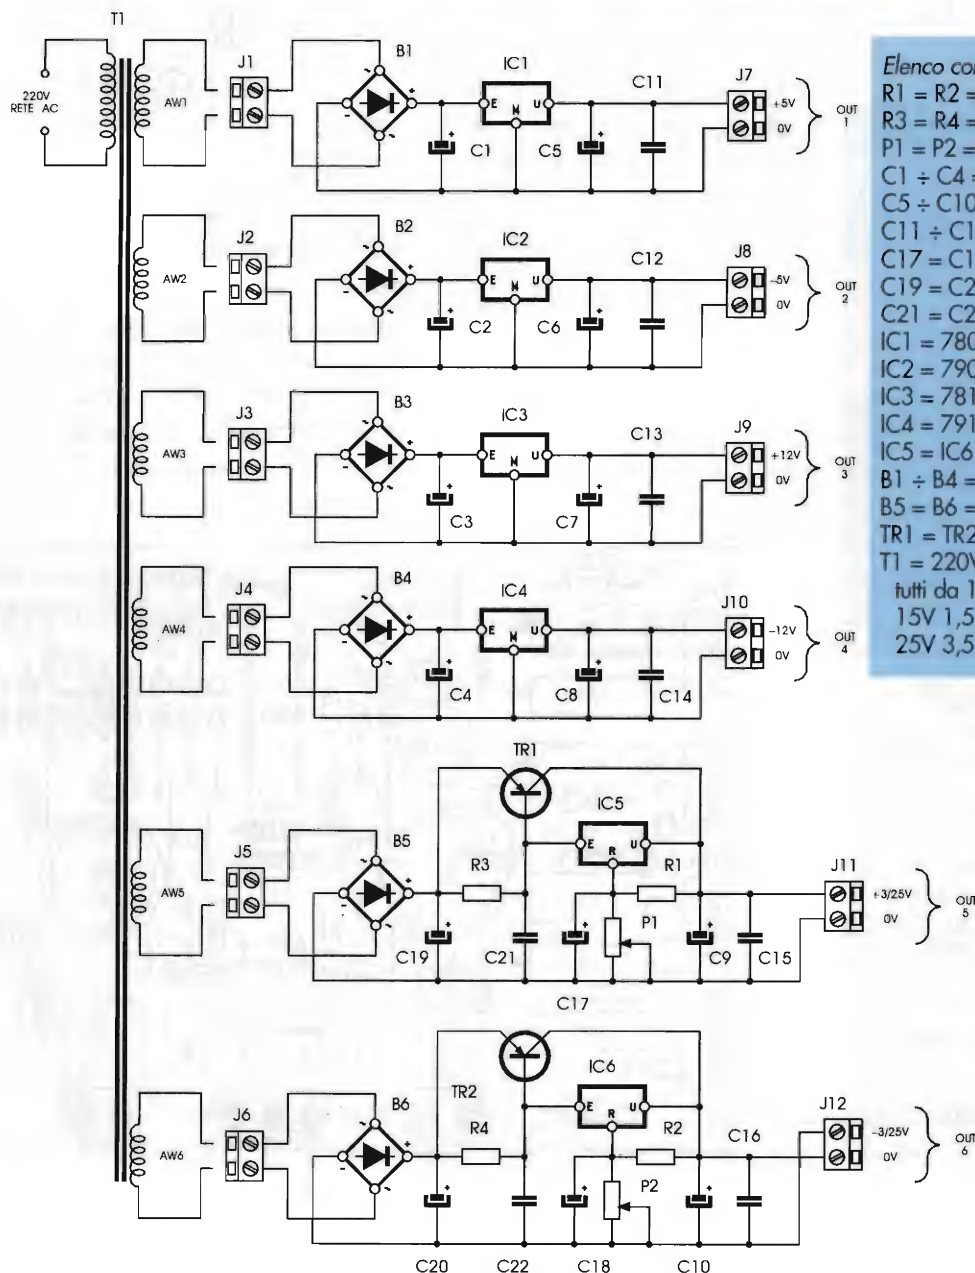 T1
220V
RETE AC
AW1
J1
B1
~
+
-
~
IC1
E
M
U
+
C1
C5
+
C11
J7
+5V
0V
OUT
1
AW2
J2
B2
~
+
-
~
IC2
E
M
U
+
C2
C6
+
C12
J8
-5V
0V
OUT
2
AW3
J3
B3
~
+
-
~
IC3
E
M
U
+
C3
C7
+
C13
J9
+12V
0V
OUT
3
AW4
J4
B4
~
+
-
~
IC4
E
M
U
+
C4
C8
+
C14
J10
-12V
0V
OUT
4
TR1
AW5
J5
B5
~
+
-
~
R3
IC5
E
R
U
R1
P1
+
C19
C21
+
C17
+
C9
C15
J11
+3/25V
0V
OUT
5
TR2
AW6
J6
B6
~
+
-
~
R4
IC6
E
R
U
R2
P2
+
C20
C22
+
C18
+
C10
C16
J12
-3/25V
0V
OUT
6
Elenco co
R1 = R2 =
R3 = R4 =
P1 = P2 =
C1 ÷ C4 =
C5 ÷ C10
C11 ÷ C1
C17 = C1
C19 = C2
C21 = C2
IC1 = 780
IC2 = 790
IC3 = 781
IC4 = 791
IC5 = IC6
B1 ÷ B4 =
B5 = B6 =
TR1 = TR2
T1 = 220V
tutti da 1
15V 1,5
25V 3,5